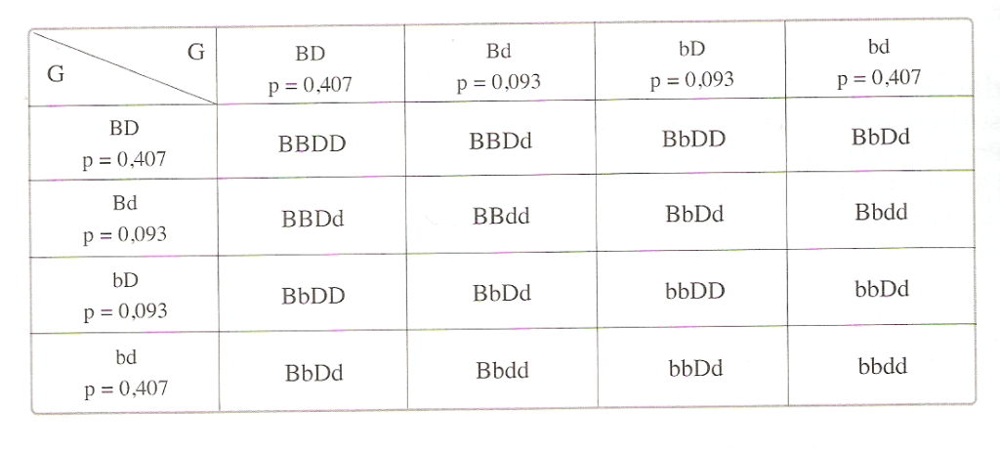 G
G
BD
p = 0,407
Bd
p = 0,093
bD
p = 0,093
bd
p = 0,407
BD
p = 0,407
BBDD
BBDd
BbDD
BbDd
Bd
p = 0,093
BBDd
BBdd
BbDd
Bbdd
bD
p = 0,093
BbDD
BbDd
bbDD
bbDd
bd
p = 0,407
BbDd
Bbdd
bbDd
bbdd